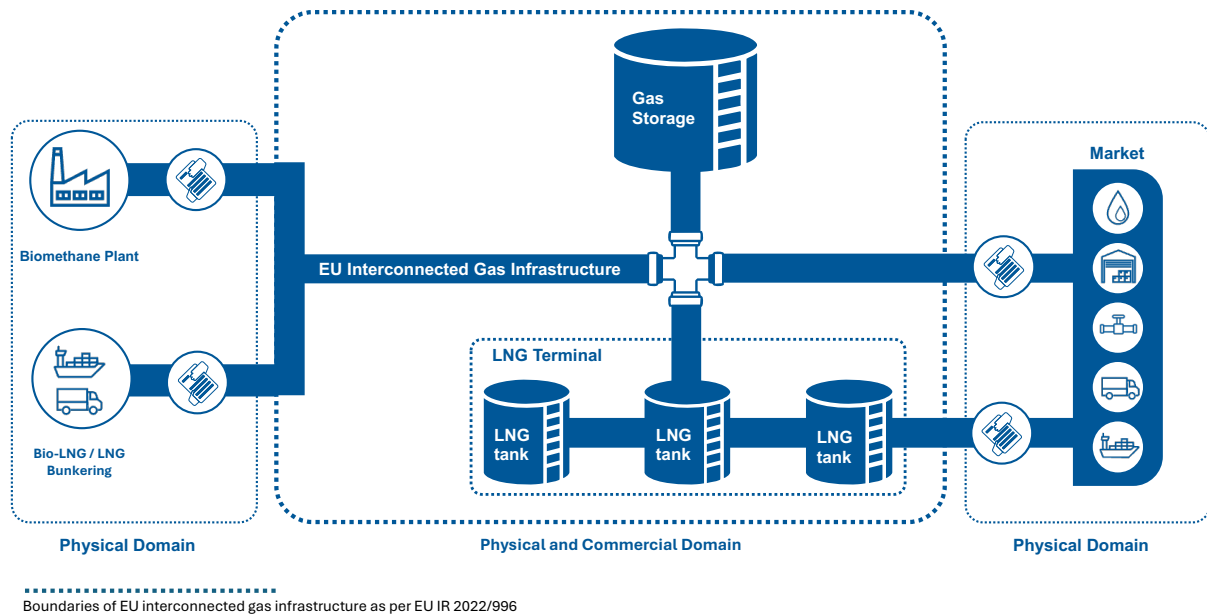 Gas
Storage
Market
Biomethane Plant
EU Interconnected Gas Infrastructure
LNG Terminal
LNG
tank
LNG
tank
LNG
tank
Bio-LNG / LNG
Bunkering
Physical Domain
Physical and Commercial Domain
Physical Domain
Boundaries of EU interconnected gas infrastructure as per EU IR 2022/996